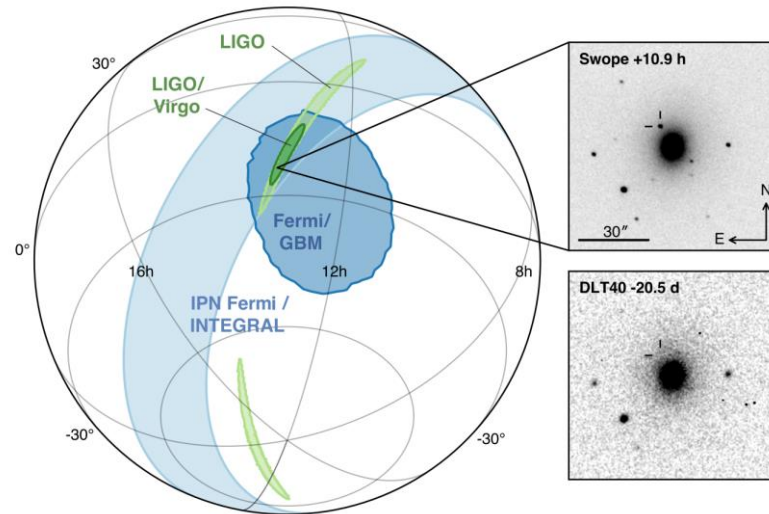 LIGO
LIGO/
Virgo
Fermi/
GBM
IPN Fermi /
INTEGRAL
30°
30°
0°
16h
12h
8h
-30°
-30°
Swope +10.9 h
30″
N
E
DLT40 -20.5 d